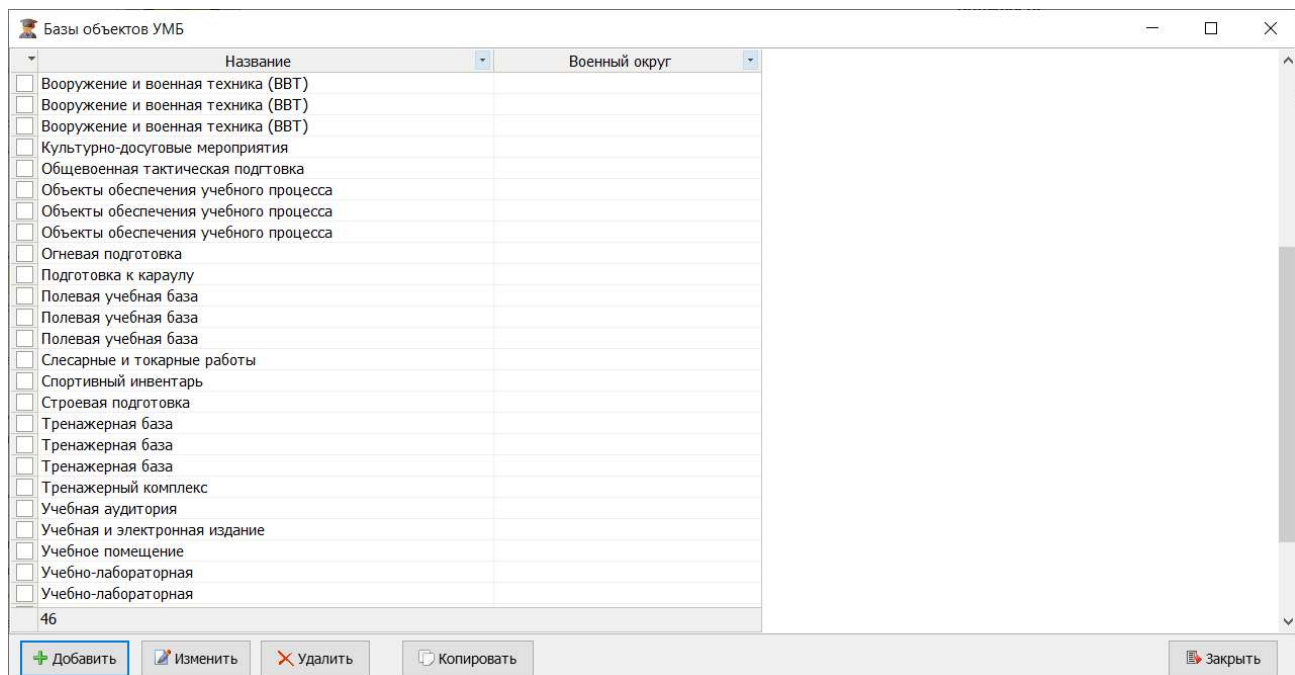 Базы объектов УМБ
Название Военный округ
Вооружение и военная техника (ВВТ)
Вооружение и военная техника (ВВТ)
Вооружение и военная техника (ВВТ)
Культурно-досуговые мероприятия
Общевоенная тактическая подгтовка
Объекты обеспечения учебного процесса
Объекты обеспечения учебного процесса
Объекты обеспечения учебного процесса
Огневая подготовка
Подготовка к караулу
Полевая учебная база
Полевая учебная база
Полевая учебная база
Слесарные и токарные работы
Спортивный инвентарь
Строевая подготовка
Тренажерная база
Тренажерная база
Тренажерная база
Тренажерный комплекс
Учебная аудитория
Учебная и электронная издание
Учебное помещение
Учебно-лабораторная
Учебно-лабораторная
46
Добавить Изменить Удалить Копировать Закрыть